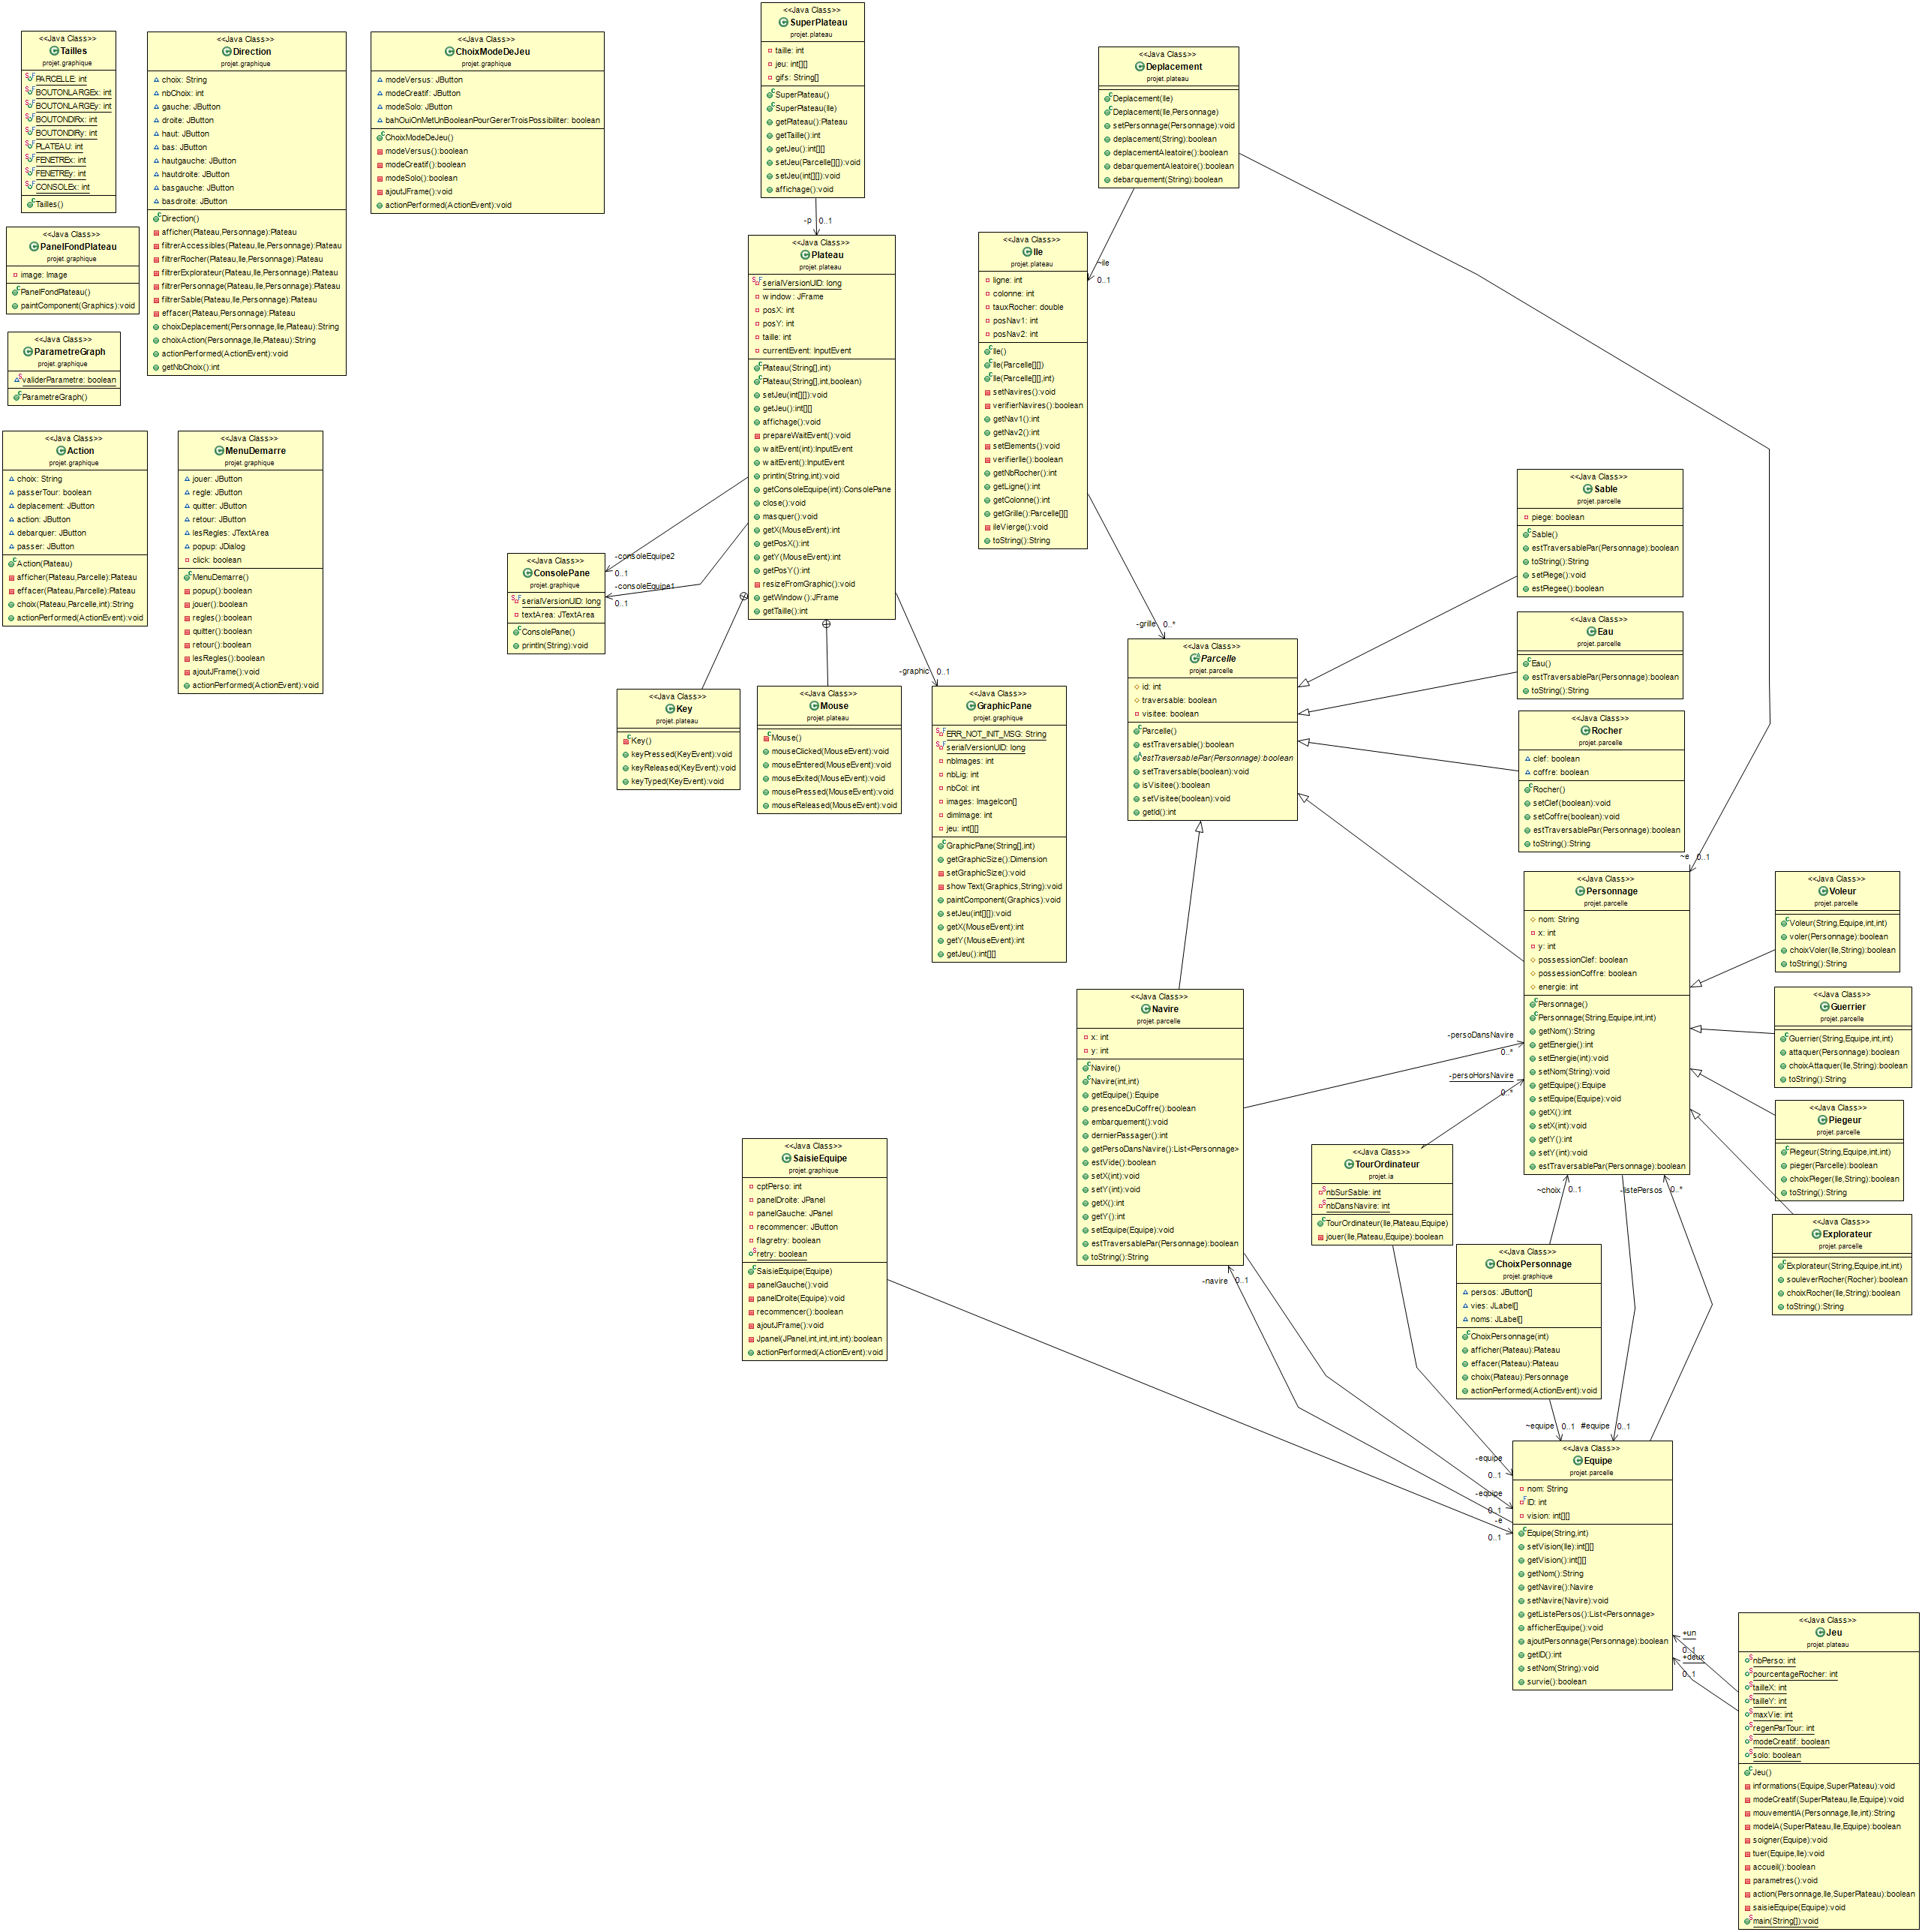 <<Java Class>>
Tailles
projet.graphique
PARCELLE: int
BOUTONLARGEx: int
BOUTONLARGEy: int
BOUTONDIRx: int
BOUTONDIRy: int
PLATEAU: int
FENETREx: int
FENETREy: int
CONSOLEx: int
Tailles()
<<Java Class>>
Direction
projet.graphique
choix: String
nbChoix: int
gauche: JButton
droite: JButton
haut: JButton
bas: JButton
hautgauche: JButton
hautdroite: JButton
basgauche: JButton
basdroite: JButton
Direction()
afficher(Plateau,Personnage):Plateau
filtrerAccessibles(Plateau,Ile,Personnage):Plateau
filtrerRocher(Plateau,Ile,Personnage):Plateau
filtrerExplorateur(Plateau,Ile,Personnage):Plateau
filtrerPersonnage(Plateau,Ile,Personnage):Plateau
filtrerSable(Plateau,Ile,Personnage):Plateau
effacer(Plateau,Personnage):Plateau
choixDeplacement(Personnage,Ile,Plateau):String
choixAction(Personnage,Ile,Plateau):String
actionPerformed(ActionEvent):void
getNbChoix():int
<<Java Class>>
ChoixModeDeJeu
projet.graphique
modeVersus: JButton
modeCreatif: JButton
modeSolo: JButton
bahOuiOnMetUnBooleanPourGererTroisPossibiliter: boolean
ChoixModeDeJeu()
modeVersus():boolean
modeCreatif():boolean
modeSolo():boolean
ajoutJFrame():void
actionPerformed(ActionEvent):void
<<Java Class>>
SuperPlateau
projet.plateau
taille: int
jeu: int[][]
gifs: String[]
SuperPlateau()
SuperPlateau(Ile)
getPlateau():Plateau
getTaille():int
getJeu():int[][]
setJeu(Parcelle[][]):void
setJeu(int[][]):void
affichage():void
-p 0..1
<<Java Class>>
Deplacement
projet.plateau
Deplacement(Ile)
Deplacement(Ile,Personnage)
setPersonnage(Personnage):void
deplacement(String):boolean
deplacementAleatoire():boolean
debarquementAleatoire():boolean
debarquement(String):boolean
~ile
0..1
<<Java Class>>
PanelFondPlateau
projet.graphique
image: Image
PanelFondPlateau()
paintComponent(Graphics):void
<<Java Class>>
ParametreGraph
projet.graphique
validerParametre: boolean
ParametreGraph()
<<Java Class>>
Plateau
projet.plateau
serialVersionUID: long
window: JFrame
posX: int
posY: int
taille: int
currentEvent: InputEvent
Plateau(String[],int)
Plateau(String[],int,boolean)
setJeu(int[][]):void
getJeu():int[][]
affichage():void
prepareWaitEvent():void
waitEvent(int):InputEvent
waitEvent():InputEvent
println(String,int):void
getConsoleEquipe(int):ConsolePane
close():void
masquer():void
getX(MouseEvent):int
getPosX():int
getY(MouseEvent):int
getPosY():int
resizeFromGraphic():void
getWindow():JFrame
getTaille():int
<<Java Class>>
Ile
projet.plateau
ligne: int
colonne: int
tauxRocher: double
posNav1: int
posNav2: int
Ile()
Ile(Parcelle[][])
Ile(Parcelle[][],int)
setNavires():void
verifierNavires():boolean
getNav1():int
getNav2():int
setElements():void
verifierIle():boolean
getNbRocher():int
getLigne():int
getColonne():int
getGrille():Parcelle[][]
ileVierge():void
toString():String
-grille 0..*
<<Java Class>>
Action
projet.graphique
choix: String
passerTour: boolean
deplacement: JButton
action: JButton
debarquer: JButton
passer: JButton
Action(Plateau)
afficher(Plateau,Parcelle):Plateau
effacer(Plateau,Parcelle):Plateau
choix(Plateau,Parcelle,int):String
actionPerformed(ActionEvent):void
<<Java Class>>
MenuDemarre
projet.graphique
jouer: JButton
regle: JButton
quitter: JButton
retour: JButton
lesRegles: JTextArea
popup: JDialog
click: boolean
MenuDemarre()
popup():boolean
jouer():boolean
regles():boolean
quitter():boolean
retour():boolean
lesRegles():boolean
ajoutJFrame():void
actionPerformed(ActionEvent):void
-consoleEquipe2
0..1
-consoleEquipe1
0..1
<<Java Class>>
ConsolePane
projet.graphique
serialVersionUID: long
textArea: JTextArea
ConsolePane()
println(String):void
<<Java Class>>
Key
projet.plateau
Key()
keyPressed(KeyEvent):void
keyReleased(KeyEvent):void
keyTyped(KeyEvent):void
<<Java Class>>
Mouse
projet.plateau
Mouse()
mouseClicked(MouseEvent):void
mouseEntered(MouseEvent):void
mouseExited(MouseEvent):void
mousePressed(MouseEvent):void
mouseReleased(MouseEvent):void
-graphic 0..1
<<Java Class>>
GraphicPane
projet.graphique
ERR_NOT_INIT_MSG: String
serialVersionUID: long
nbImages: int
nbLig: int
nbCol: int
images: ImageIcon[]
dimImage: int
jeu: int[][]
GraphicPane(String[],int)
getGraphicSize():Dimension
setGraphicSize():void
showText(Graphics,String):void
paintComponent(Graphics):void
setJeu(int[][]):void
getX(MouseEvent):int
getY(MouseEvent):int
getJeu():int[][]
<<Java Class>>
Parcelle
projet.parcelle
id: int
traversable: boolean
visitee: boolean
Parcelle()
estTraversable():boolean
estTraversablePar(Personnage):boolean
setTraversable(boolean):void
isVisitee():boolean
setVisitee(boolean):void
getId():int
<<Java Class>>
Sable
projet.parcelle
piege: boolean
Sable()
estTraversablePar(Personnage):boolean
toString():String
setPiege():void
estPiegee():boolean
<<Java Class>>
Eau
projet.parcelle
Eau()
estTraversablePar(Personnage):boolean
toString():String
<<Java Class>>
Rocher
projet.parcelle
clef: boolean
coffre: boolean
Rocher()
setClef(boolean):void
setCoffre(boolean):void
estTraversablePar(Personnage):boolean
toString():String
~e 0..1
<<Java Class>>
Personnage
projet.parcelle
nom: String
x: int
y: int
possessionClef: boolean
possessionCoffre: boolean
energie: int
Personnage()
Personnage(String,Equipe,int,int)
getNom():String
getEnergie():int
setEnergie(int):void
setNom(String):void
getEquipe():Equipe
setEquipe(Equipe):void
getX():int
setX(int):void
getY():int
setY(int):void
estTraversablePar(Personnage):boolean
<<Java Class>>
Voleur
projet.parcelle
Voleur(String,Equipe,int,int)
voler(Personnage):boolean
choixVoler(Ile,String):boolean
toString():String
<<Java Class>>
Guerrier
projet.parcelle
Guerrier(String,Equipe,int,int)
attaquer(Personnage):boolean
choixAttaquer(Ile,String):boolean
toString():String
<<Java Class>>
Piegeur
projet.parcelle
Piegeur(String,Equipe,int,int)
pieger(Parcelle):boolean
choixPieger(Ile,String):boolean
toString():String
<<Java Class>>
Explorateur
projet.parcelle
Explorateur(String,Equipe,int,int)
souleverRocher(Rocher):boolean
choixRocher(Ile,String):boolean
toString():String
<<Java Class>>
Navire
projet.parcelle
x: int
y: int
Navire()
Navire(int,int)
getEquipe():Equipe
presenceDuCoffre():boolean
embarquement():void
dernierPassager():int
getPersoDansNavire():List<Personnage>
estVide():boolean
setX(int):void
setY(int):void
getX():int
getY():int
setEquipe(Equipe):void
estTraversablePar(Personnage):boolean
toString():String
-persoDansNavire
0..*
-persoHorsNavire
0..*
<<Java Class>>
TourOrdinateur
projet.ia
nbSurSable: int
nbDansNavire: int
TourOrdinateur(Ile,Plateau,Equipe)
jouer(Ile,Plateau,Equipe):boolean
~choix 0..1
-listePersos 0..*
<<Java Class>>
ChoixPersonnage
projet.graphique
persos: JButton[]
vies: JLabel[]
noms: JLabel[]
ChoixPersonnage(int)
afficher(Plateau):Plateau
effacer(Plateau):Plateau
choix(Plateau):Personnage
actionPerformed(ActionEvent):void
<<Java Class>>
SaisieEquipe
projet.graphique
cptPerso: int
panelDroite: JPanel
panelGauche: JPanel
recommencer: JButton
flagretry: boolean
retry: boolean
SaisieEquipe(Equipe)
panelGauche():void
panelDroite(Equipe):void
recommencer():boolean
ajoutJFrame():void
Jpanel(JPanel,int,int,int,int):boolean
actionPerformed(ActionEvent):void
-navire 0..1
~equipe 0..1
#equipe 0..1
-equipe
0..1
-equipe
0..1
-e
0..1
<<Java Class>>
Equipe
projet.parcelle
nom: String
ID: int
vision: int[][]
Equipe(String,int)
setVision(Ile):int[][]
getVision():int[][]
getNom():String
getNavire():Navire
setNavire(Navire):void
getListePersos():List<Personnage>
afficherEquipe():void
ajoutPersonnage(Personnage):boolean
getID():int
setNom(String):void
survie():boolean
+un
0..1
+deux
0..1
<<Java Class>>
Jeu
projet.plateau
nbPerso: int
pourcentageRocher: int
tailleX: int
tailleY: int
maxVie: int
regenParTour: int
modeCreatif: boolean
solo: boolean
Jeu()
informations(Equipe,SuperPlateau):void
modeCreatif(SuperPlateau,Ile,Equipe):void
mouvementIA(Personnage,Ile,int):String
modeIA(SuperPlateau,Ile,Equipe):boolean
soigner(Equipe):void
tuer(Equipe,Ile):void
accueil():boolean
parametres():void
action(Personnage,Ile,SuperPlateau):boolean
saisieEquipe(Equipe):void
main(String[]):void